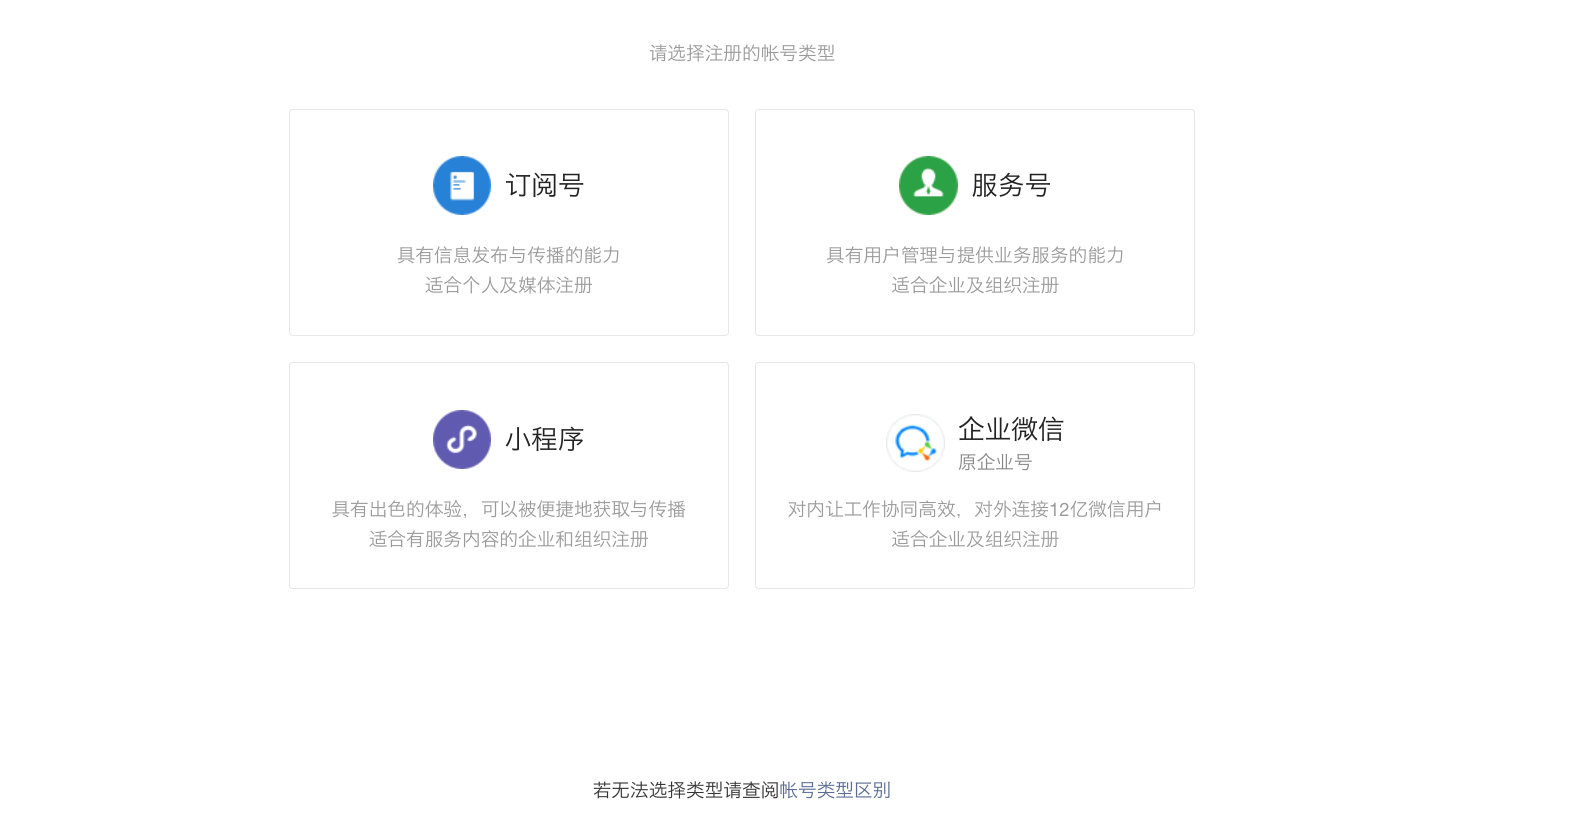 请选择注册的帐号类型
订阅号
具有信息发布与传播的能力
适合个人及媒体注册
服务号
具有用户管理与提供业务服务的能力
适合企业及组织注册
小程序
具有出色的体验，可以被便捷地获取与传播
适合有服务内容的企业和组织注册
企业微信
原企业号
对内让工作协同高效，对外连接12亿微信用户
适合企业及组织注册
若无法选择类型请查阅帐号类型区别